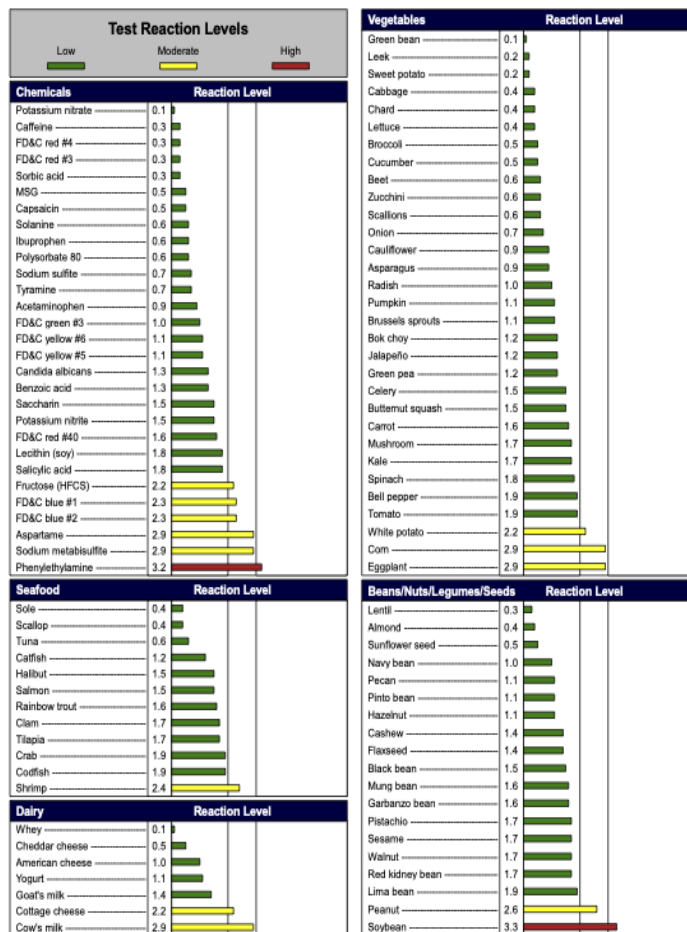 Test Reaction Levels
Low Moderate High
Chemicals Reaction Level
Potassium nitrate 0.1
Caffeine 0.3
FD&C red #4 0.3
FD&C red #3 0.3
Sorbic acid 0.3
MSG 0.5
Capsaicin 0.5
Solanine 0.6
Ibuprophen 0.6
Polysorbate 80 0.6
Sodium sulfite 0.7
Tyramine 0.7
Acetaminophen 0.9
FD&C green #3 1.0
FD&C yellow #6 1.1
FD&C yellow #5 1.1
Candida albicans 1.3
Benzoic acid 1.3
Saccharin 1.5
Potassium nitrite 1.5
FD&C red #40 1.6
Lecithin (soy) 1.8
Salicylic acid 1.8
Fructose (HFCS) 2.2
FD&C blue #1 2.3
FD&C blue #2 2.3
Aspartame 2.9
Sodium metabisulfite 2.9
Phenylethylamine 3.2
Seafood Reaction Level
Sole 0.4
Scallop 0.4
Tuna 0.6
Catfish 1.2
Halibut 1.5
Salmon 1.5
Rainbow trout 1.6
Clam 1.7
Tilapia 1.7
Crab 1.9
Codfish 1.9
Shrimp 2.4
Dairy Reaction Level
Whey 0.1
Cheddar cheese 0.5
American cheese 1.0
Yogurt 1.1
Goat's milk 1.4
Cottage cheese 2.2
Cow's milk 2.9
Vegetables Reaction Level
Green bean 0.1
Leek 0.2
Sweet potato 0.2
Cabbage 0.4
Chard 0.4
Lettuce 0.4
Broccoli 0.5
Cucumber 0.5
Beet 0.6
Zucchini 0.6
Scallions 0.6
Onion 0.7
Cauliflower 0.9
Asparagus 0.9
Radish 1.0
Pumpkin 1.1
Brussels sprouts 1.1
Bok choy 1.2
Jalapeño 1.2
Green pea 1.2
Celery 1.5
Butternut squash 1.5
Carrot 1.6
Mushroom 1.7
Kale 1.7
Spinach 1.8
Bell pepper 1.9
Tomato 1.9
White potato 2.2
Corn 2.9
Eggplant 2.9
Beans/Nuts/Legumes/Seeds Reaction Level
Lentil 0.3
Almond 0.4
Sunflower seed 0.5
Navy bean 1.0
Pecan 1.1
Pinto bean 1.1
Hazelnut 1.1
Cashew 1.4
Flaxseed 1.4
Black bean 1.5
Mung bean 1.6
Garbanzo bean 1.6
Pistachio 1.7
Sesame 1.7
Walnut 1.7
Red kidney bean 1.7
Lima bean 1.9
Peanut 2.6
Soybean 3.3